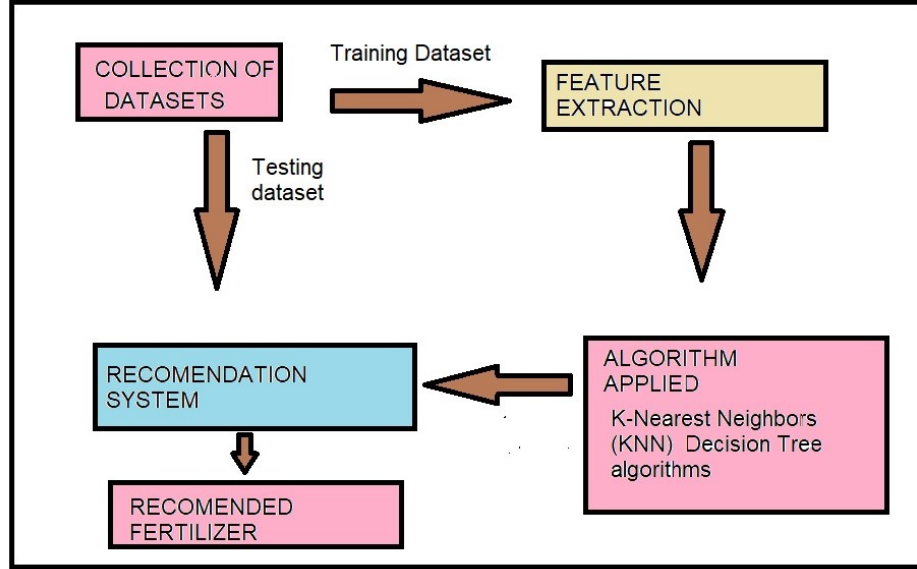 COLLECTION OF
DATASETS
Training Dataset
FEATURE
EXTRACTION
Testing
dataset
RECOMENDATION
SYSTEM
ALGORITHM
APPLIED
K-Nearest Neighbors
(KNN) Decision Tree
algorithms
RECOMENDED
FERTILIZER